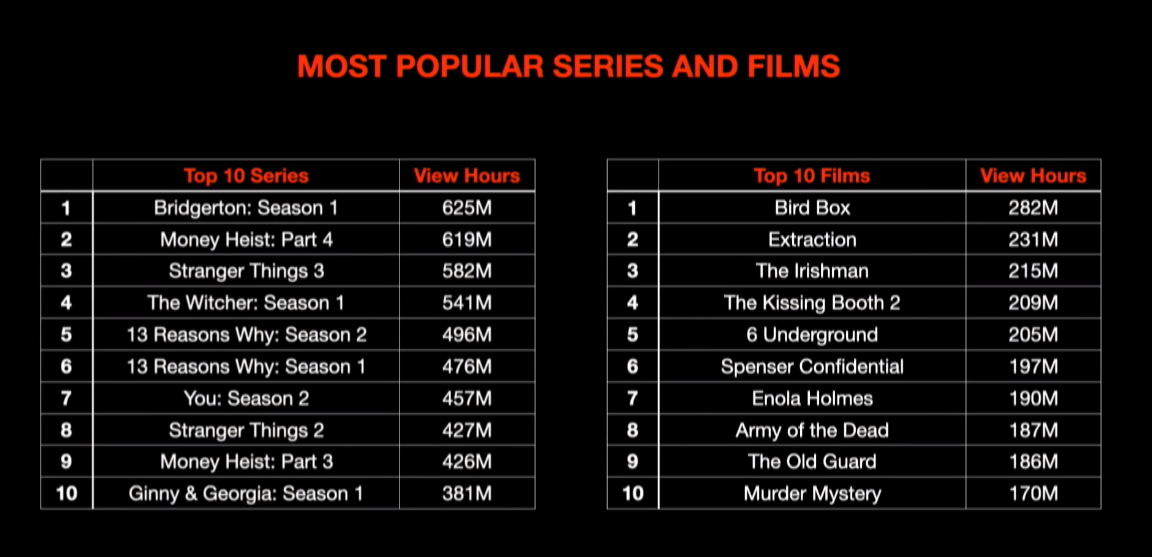 MOST POPULAR SERIES AND FILMS
Top 10 Series View Hours
1 Bridgerton: Season 1 625M
2 Money Heist: Part 4 619M
3 Stranger Things 3 582M
4 The Witcher: Season 1 541M
5 13 Reasons Why: Season 2 496M
6 13 Reasons Why: Season 1 476M
7 You: Season 2 457M
8 Stranger Things 2 427M
9 Money Heist: Part 3 426M
10 Ginny & Georgia: Season 1 381M
Top 10 Films View Hours
1 Bird Box 282M
2 Extraction 231M
3 The Irishman 215M
4 The Kissing Booth 2 209M
5 6 Underground 205M
6 Spenser Confidential 197M
7 Enola Holmes 190M
8 Army of the Dead 187M
9 The Old Guard 186M
10 Murder Mystery 170M